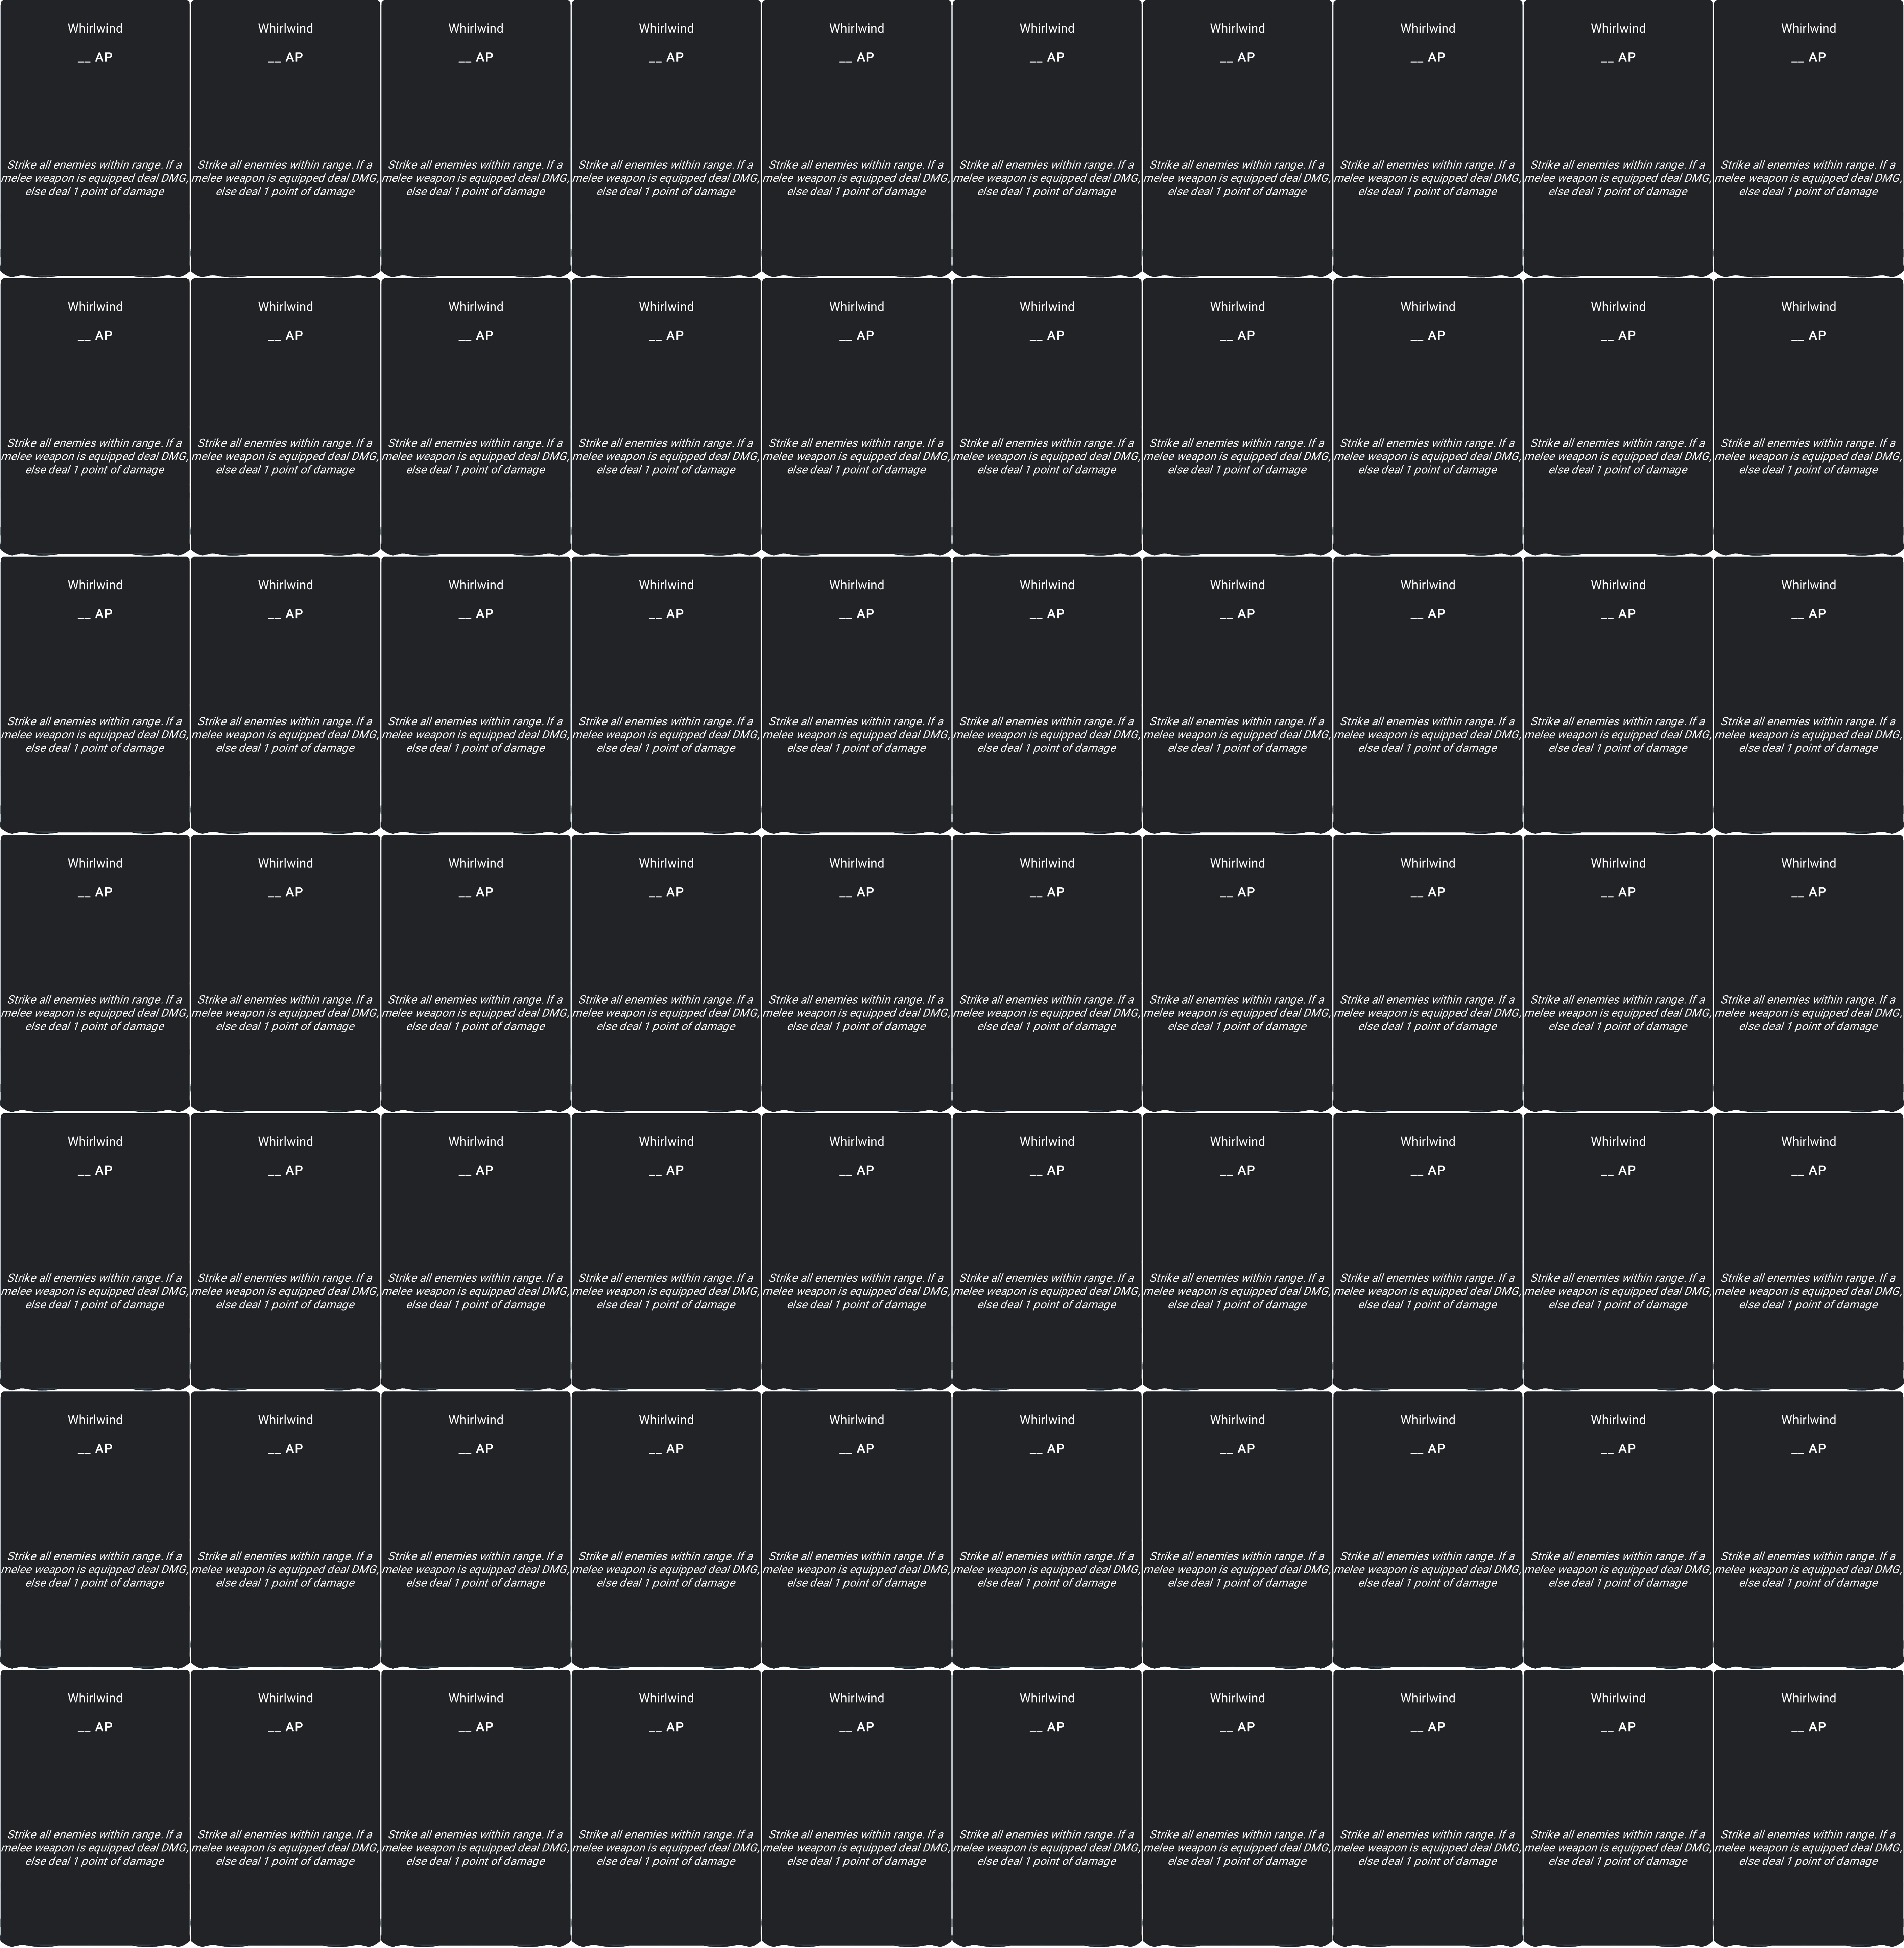 Whirlwind
__ AP
Strike all enemies within range. If a
melee weapon is equipped deal DMG,
else deal 1 point of damage
Whirlwind
__ AP
Strike all enemies within range. If a
melee weapon is equipped deal DMG,
else deal 1 point of damage
Whirlwind
__ AP
Strike all enemies within range. If a
melee weapon is equipped deal DMG,
else deal 1 point of damage
Whirlwind
__ AP
Strike all enemies within range. If a
melee weapon is equipped deal DMG,
else deal 1 point of damage
Whirlwind
__ AP
Strike all enemies within range. If a
melee weapon is equipped deal DMG,
else deal 1 point of damage
Whirlwind
__ AP
Strike all enemies within range. If a
melee weapon is equipped deal DMG,
else deal 1 point of damage
Whirlwind
__ AP
Strike all enemies within range. If a
melee weapon is equipped deal DMG,
else deal 1 point of damage
Whirlwind
__ AP
Strike all enemies within range. If a
melee weapon is equipped deal DMG,
else deal 1 point of damage
Whirlwind
__ AP
Strike all enemies within range. If a
melee weapon is equipped deal DMG,
else deal 1 point of damage
Whirlwind
__ AP
Strike all enemies within range. If a
melee weapon is equipped deal DMG,
else deal 1 point of damage
Whirlwind
__ AP
Strike all enemies within range. If a
melee weapon is equipped deal DMG,
else deal 1 point of damage
Whirlwind
__ AP
Strike all enemies within range. If a
melee weapon is equipped deal DMG,
else deal 1 point of damage
Whirlwind
__ AP
Strike all enemies within range. If a
melee weapon is equipped deal DMG,
else deal 1 point of damage
Whirlwind
__ AP
Strike all enemies within range. If a
melee weapon is equipped deal DMG,
else deal 1 point of damage
Whirlwind
__ AP
Strike all enemies within range. If a
melee weapon is equipped deal DMG,
else deal 1 point of damage
Whirlwind
__ AP
Strike all enemies within range. If a
melee weapon is equipped deal DMG,
else deal 1 point of damage
Whirlwind
__ AP
Strike all enemies within range. If a
melee weapon is equipped deal DMG,
else deal 1 point of damage
Whirlwind
__ AP
Strike all enemies within range. If a
melee weapon is equipped deal DMG,
else deal 1 point of damage
Whirlwind
__ AP
Strike all enemies within range. If a
melee weapon is equipped deal DMG,
else deal 1 point of damage
Whirlwind
__ AP
Strike all enemies within range. If a
melee weapon is equipped deal DMG,
else deal 1 point of damage
Whirlwind
__ AP
Strike all enemies within range. If a
melee weapon is equipped deal DMG,
else deal 1 point of damage
Whirlwind
__ AP
Strike all enemies within range. If a
melee weapon is equipped deal DMG,
else deal 1 point of damage
Whirlwind
__ AP
Strike all enemies within range. If a
melee weapon is equipped deal DMG,
else deal 1 point of damage
Whirlwind
__ AP
Strike all enemies within range. If a
melee weapon is equipped deal DMG,
else deal 1 point of damage
Whirlwind
__ AP
Strike all enemies within range. If a
melee weapon is equipped deal DMG,
else deal 1 point of damage
Whirlwind
__ AP
Strike all enemies within range. If a
melee weapon is equipped deal DMG,
else deal 1 point of damage
Whirlwind
__ AP
Strike all enemies within range. If a
melee weapon is equipped deal DMG,
else deal 1 point of damage
Whirlwind
__ AP
Strike all enemies within range. If a
melee weapon is equipped deal DMG,
else deal 1 point of damage
Whirlwind
__ AP
Strike all enemies within range. If a
melee weapon is equipped deal DMG,
else deal 1 point of damage
Whirlwind
__ AP
Strike all enemies within range. If a
melee weapon is equipped deal DMG,
else deal 1 point of damage
Whirlwind
__ AP
Strike all enemies within range. If a
melee weapon is equipped deal DMG,
else deal 1 point of damage
Whirlwind
__ AP
Strike all enemies within range. If a
melee weapon is equipped deal DMG,
else deal 1 point of damage
Whirlwind
__ AP
Strike all enemies within range. If a
melee weapon is equipped deal DMG,
else deal 1 point of damage
Whirlwind
__ AP
Strike all enemies within range. If a
melee weapon is equipped deal DMG,
else deal 1 point of damage
Whirlwind
__ AP
Strike all enemies within range. If a
melee weapon is equipped deal DMG,
else deal 1 point of damage
Whirlwind
__ AP
Strike all enemies within range. If a
melee weapon is equipped deal DMG,
else deal 1 point of damage
Whirlwind
__ AP
Strike all enemies within range. If a
melee weapon is equipped deal DMG,
else deal 1 point of damage
Whirlwind
__ AP
Strike all enemies within range. If a
melee weapon is equipped deal DMG,
else deal 1 point of damage
Whirlwind
__ AP
Strike all enemies within range. If a
melee weapon is equipped deal DMG,
else deal 1 point of damage
Whirlwind
__ AP
Strike all enemies within range. If a
melee weapon is equipped deal DMG,
else deal 1 point of damage
Whirlwind
__ AP
Strike all enemies within range. If a
melee weapon is equipped deal DMG,
else deal 1 point of damage
Whirlwind
__ AP
Strike all enemies within range. If a
melee weapon is equipped deal DMG,
else deal 1 point of damage
Whirlwind
__ AP
Strike all enemies within range. If a
melee weapon is equipped deal DMG,
else deal 1 point of damage
Whirlwind
__ AP
Strike all enemies within range. If a
melee weapon is equipped deal DMG,
else deal 1 point of damage
Whirlwind
__ AP
Strike all enemies within range. If a
melee weapon is equipped deal DMG,
else deal 1 point of damage
Whirlwind
__ AP
Strike all enemies within range. If a
melee weapon is equipped deal DMG,
else deal 1 point of damage
Whirlwind
__ AP
Strike all enemies within range. If a
melee weapon is equipped deal DMG,
else deal 1 point of damage
Whirlwind
__ AP
Strike all enemies within range. If a
melee weapon is equipped deal DMG,
else deal 1 point of damage
Whirlwind
__ AP
Strike all enemies within range. If a
melee weapon is equipped deal DMG,
else deal 1 point of damage
Whirlwind
__ AP
Strike all enemies within range. If a
melee weapon is equipped deal DMG,
else deal 1 point of damage
Whirlwind
__ AP
Strike all enemies within range. If a
melee weapon is equipped deal DMG,
else deal 1 point of damage
Whirlwind
__ AP
Strike all enemies within range. If a
melee weapon is equipped deal DMG,
else deal 1 point of damage
Whirlwind
__ AP
Strike all enemies within range. If a
melee weapon is equipped deal DMG,
else deal 1 point of damage
Whirlwind
__ AP
Strike all enemies within range. If a
melee weapon is equipped deal DMG,
else deal 1 point of damage
Whirlwind
__ AP
Strike all enemies within range. If a
melee weapon is equipped deal DMG,
else deal 1 point of damage
Whirlwind
__ AP
Strike all enemies within range. If a
melee weapon is equipped deal DMG,
else deal 1 point of damage
Whirlwind
__ AP
Strike all enemies within range. If a
melee weapon is equipped deal DMG,
else deal 1 point of damage
Whirlwind
__ AP
Strike all enemies within range. If a
melee weapon is equipped deal DMG,
else deal 1 point of damage
Whirlwind
__ AP
Strike all enemies within range. If a
melee weapon is equipped deal DMG,
else deal 1 point of damage
Whirlwind
__ AP
Strike all enemies within range. If a
melee weapon is equipped deal DMG,
else deal 1 point of damage
Whirlwind
__ AP
Strike all enemies within range. If a
melee weapon is equipped deal DMG,
else deal 1 point of damage
Whirlwind
__ AP
Strike all enemies within range. If a
melee weapon is equipped deal DMG,
else deal 1 point of damage
Whirlwind
__ AP
Strike all enemies within range. If a
melee weapon is equipped deal DMG,
else deal 1 point of damage
Whirlwind
__ AP
Strike all enemies within range. If a
melee weapon is equipped deal DMG,
else deal 1 point of damage
Whirlwind
__ AP
Strike all enemies within range. If a
melee weapon is equipped deal DMG,
else deal 1 point of damage
Whirlwind
__ AP
Strike all enemies within range. If a
melee weapon is equipped deal DMG,
else deal 1 point of damage
Whirlwind
__ AP
Strike all enemies within range. If a
melee weapon is equipped deal DMG,
else deal 1 point of damage
Whirlwind
__ AP
Strike all enemies within range. If a
melee weapon is equipped deal DMG,
else deal 1 point of damage
Whirlwind
__ AP
Strike all enemies within range. If a
melee weapon is equipped deal DMG,
else deal 1 point of damage
Whirlwind
__ AP
Strike all enemies within range. If a
melee weapon is equipped deal DMG,
else deal 1 point of damage